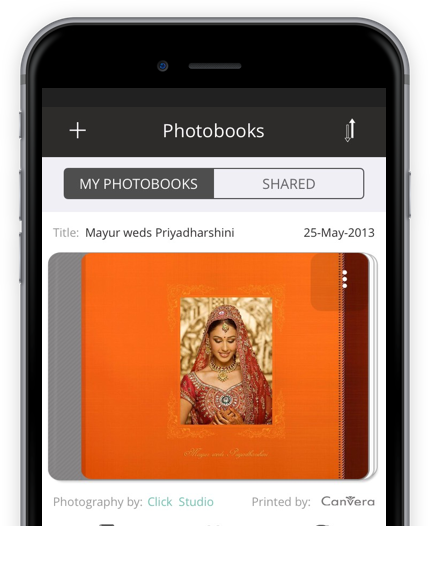 Photobooks
MY PHOTOBOOKS SHARED
Title: Mayur weds Priyadharshini 25-May-2013
Mayur weds Priyadharshini
Photography by: Click Studio Printed by: CanVera